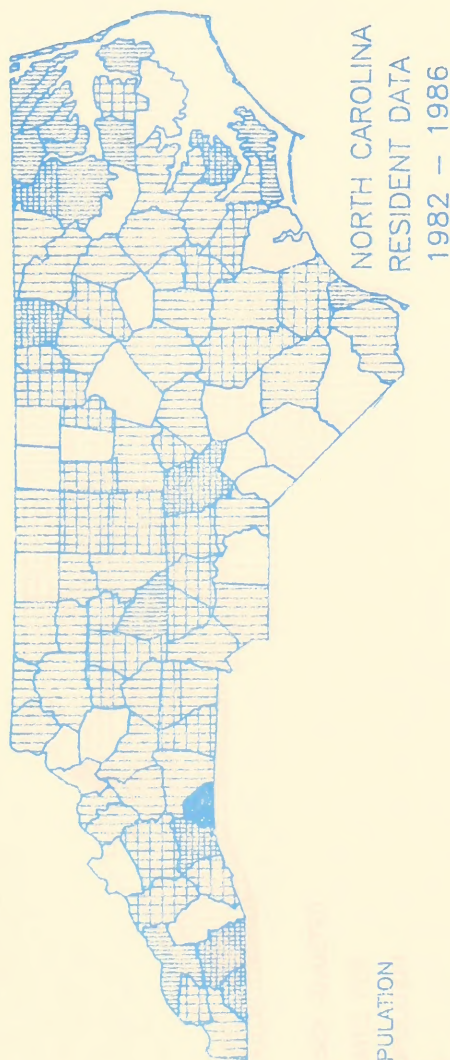 NORTH CAROLINA
RESIDENT DATA
1982 – 1986
PULATION